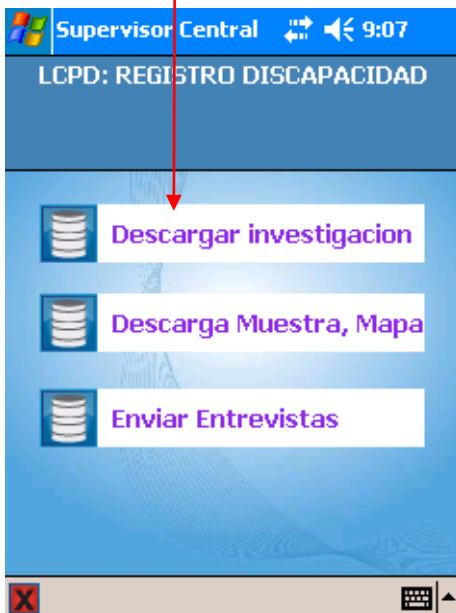 Supervisor Central 9:07
LCPD: REGISTRO DISCAPACIDAD
Descargar investigacion
Descarga Muestra, Mapa
Enviar Entrevistas